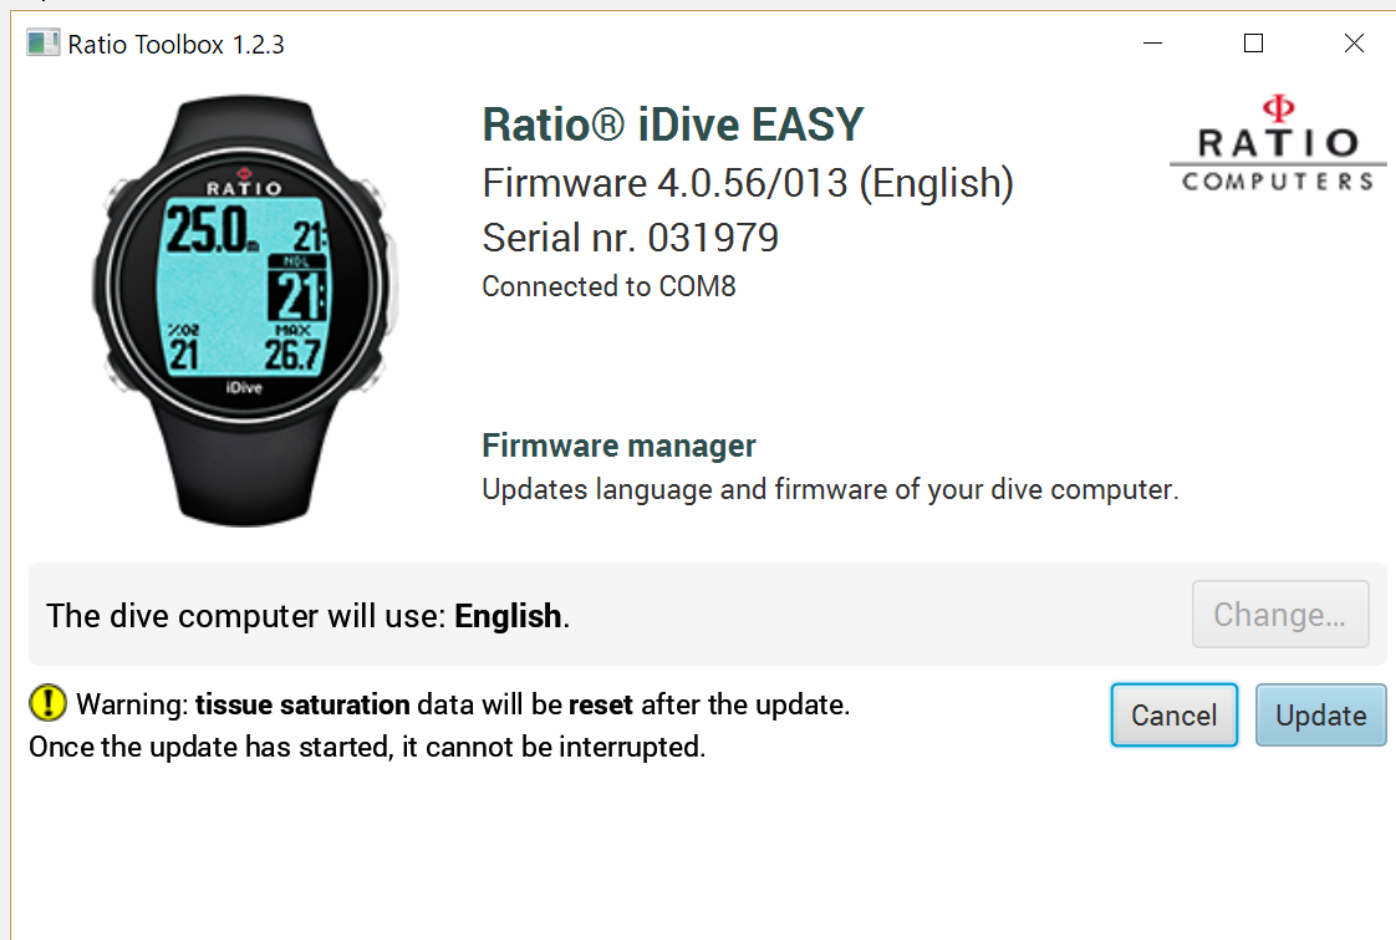 Ratio Toolbox 1.2.3
RATIO
25.0m 21:
NDL
21:
%O2 MAX
21 26.7
iDive
Ratio® iDive EASY
Firmware 4.0.56/013 (English)
Serial nr. 031979
Connected to COM8
RATIO
COMPUTERS
Firmware manager
Updates language and firmware of your dive computer.
The dive computer will use: English.
Change...
Warning: tissue saturation data will be reset after the update.
Once the update has started, it cannot be interrupted.
Cancel
Update